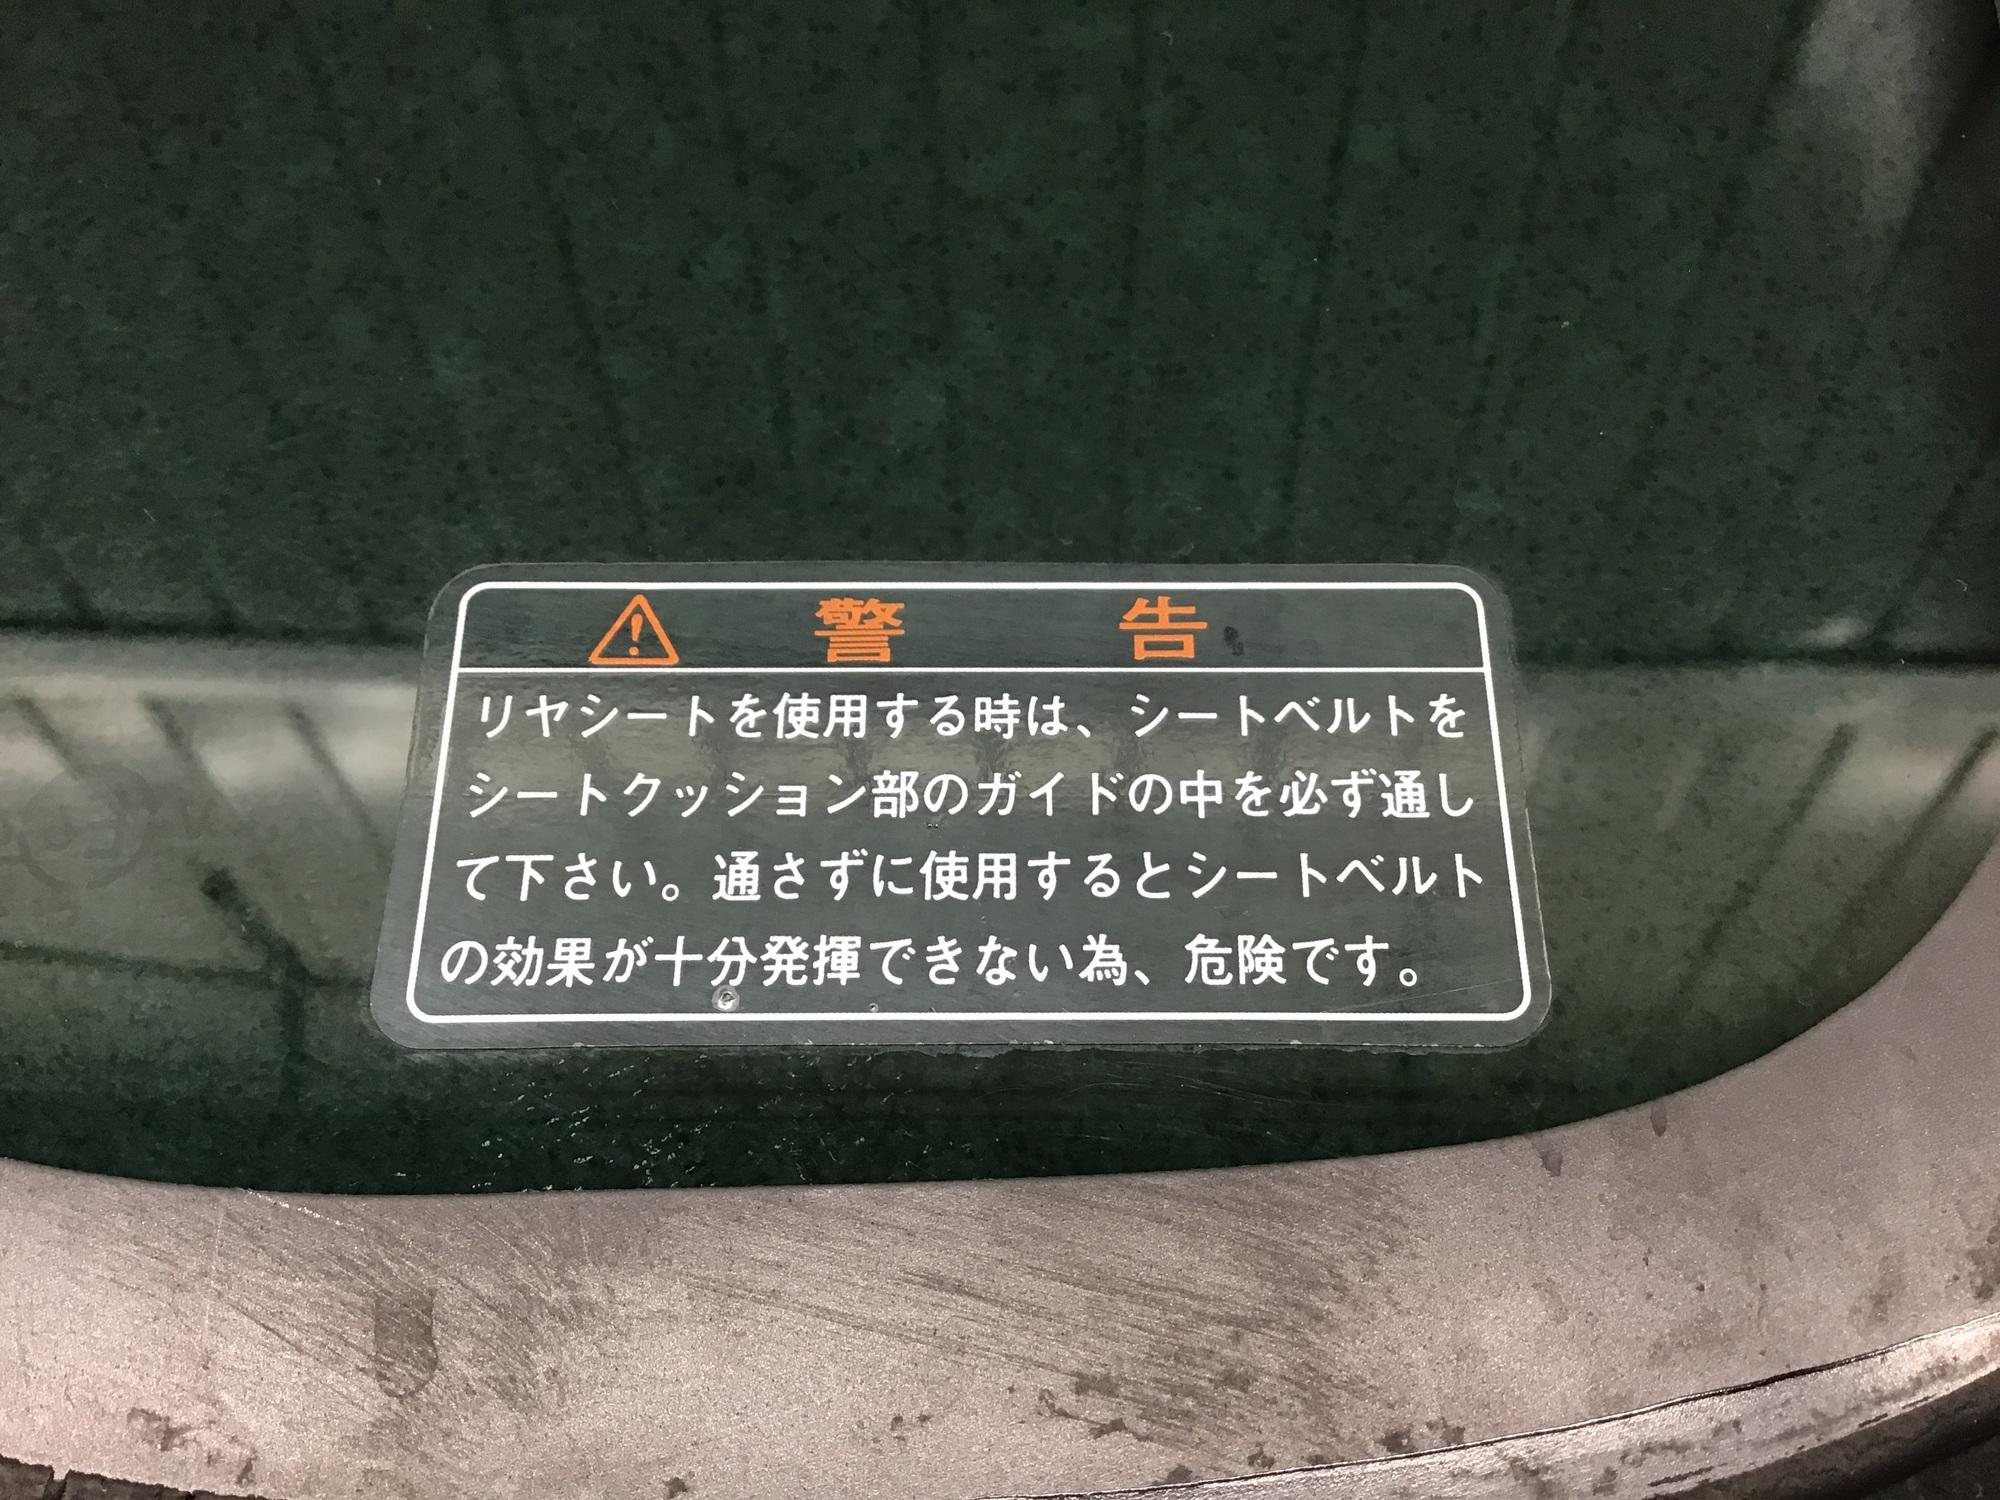 ⚠ 警告
リヤシートを使用する時は、シートベルトを
シートクッション部のガイドの中を必ず通し
て下さい。通さずに使用するとシートベルト
の効果が十分発揮できない為、危険です。